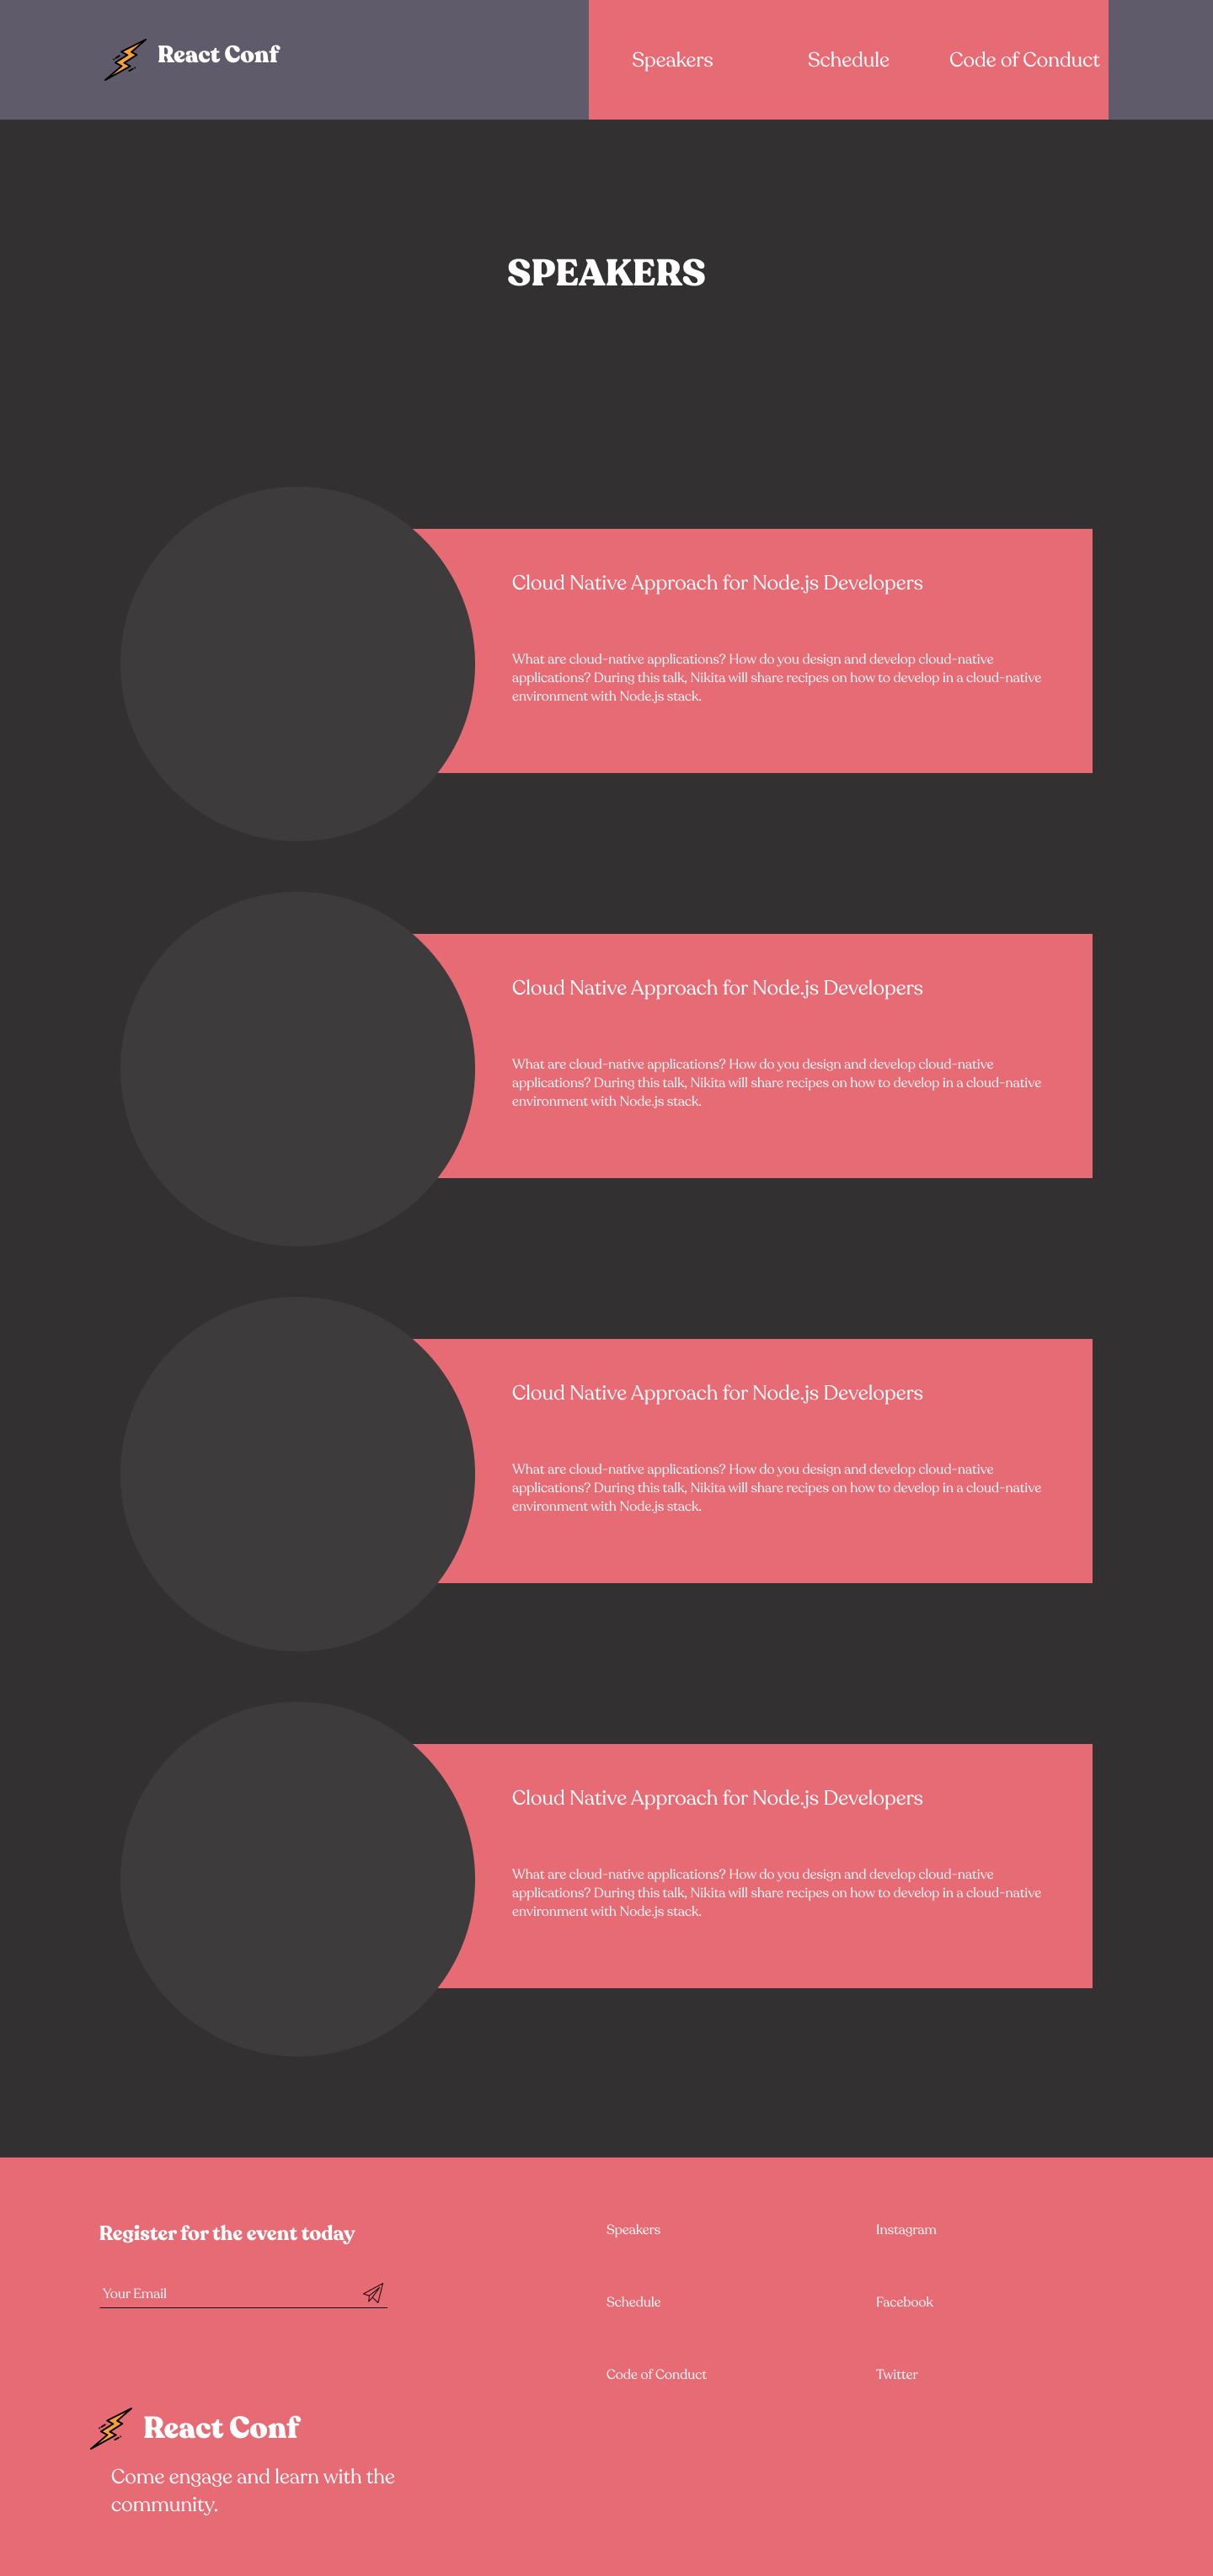 React Conf
Speakers
Schedule
Code of Conduct
SPEAKERS
Cloud Native Approach for Node.js Developers
What are cloud-native applications? How do you design and develop cloud-native
applications? During this talk, Nikita will share recipes on how to develop in a cloud-native
environment with Node.js stack.
Cloud Native Approach for Node.js Developers
What are cloud-native applications? How do you design and develop cloud-native
applications? During this talk, Nikita will share recipes on how to develop in a cloud-native
environment with Node.js stack.
Cloud Native Approach for Node.js Developers
What are cloud-native applications? How do you design and develop cloud-native
applications? During this talk, Nikita will share recipes on how to develop in a cloud-native
environment with Node.js stack.
Cloud Native Approach for Node.js Developers
What are cloud-native applications? How do you design and develop cloud-native
applications? During this talk, Nikita will share recipes on how to develop in a cloud-native
environment with Node.js stack.
Register for the event today
Your Email
Speakers
Schedule
Code of Conduct
Instagram
Facebook
Twitter
React Conf
Come engage and learn with the
community.